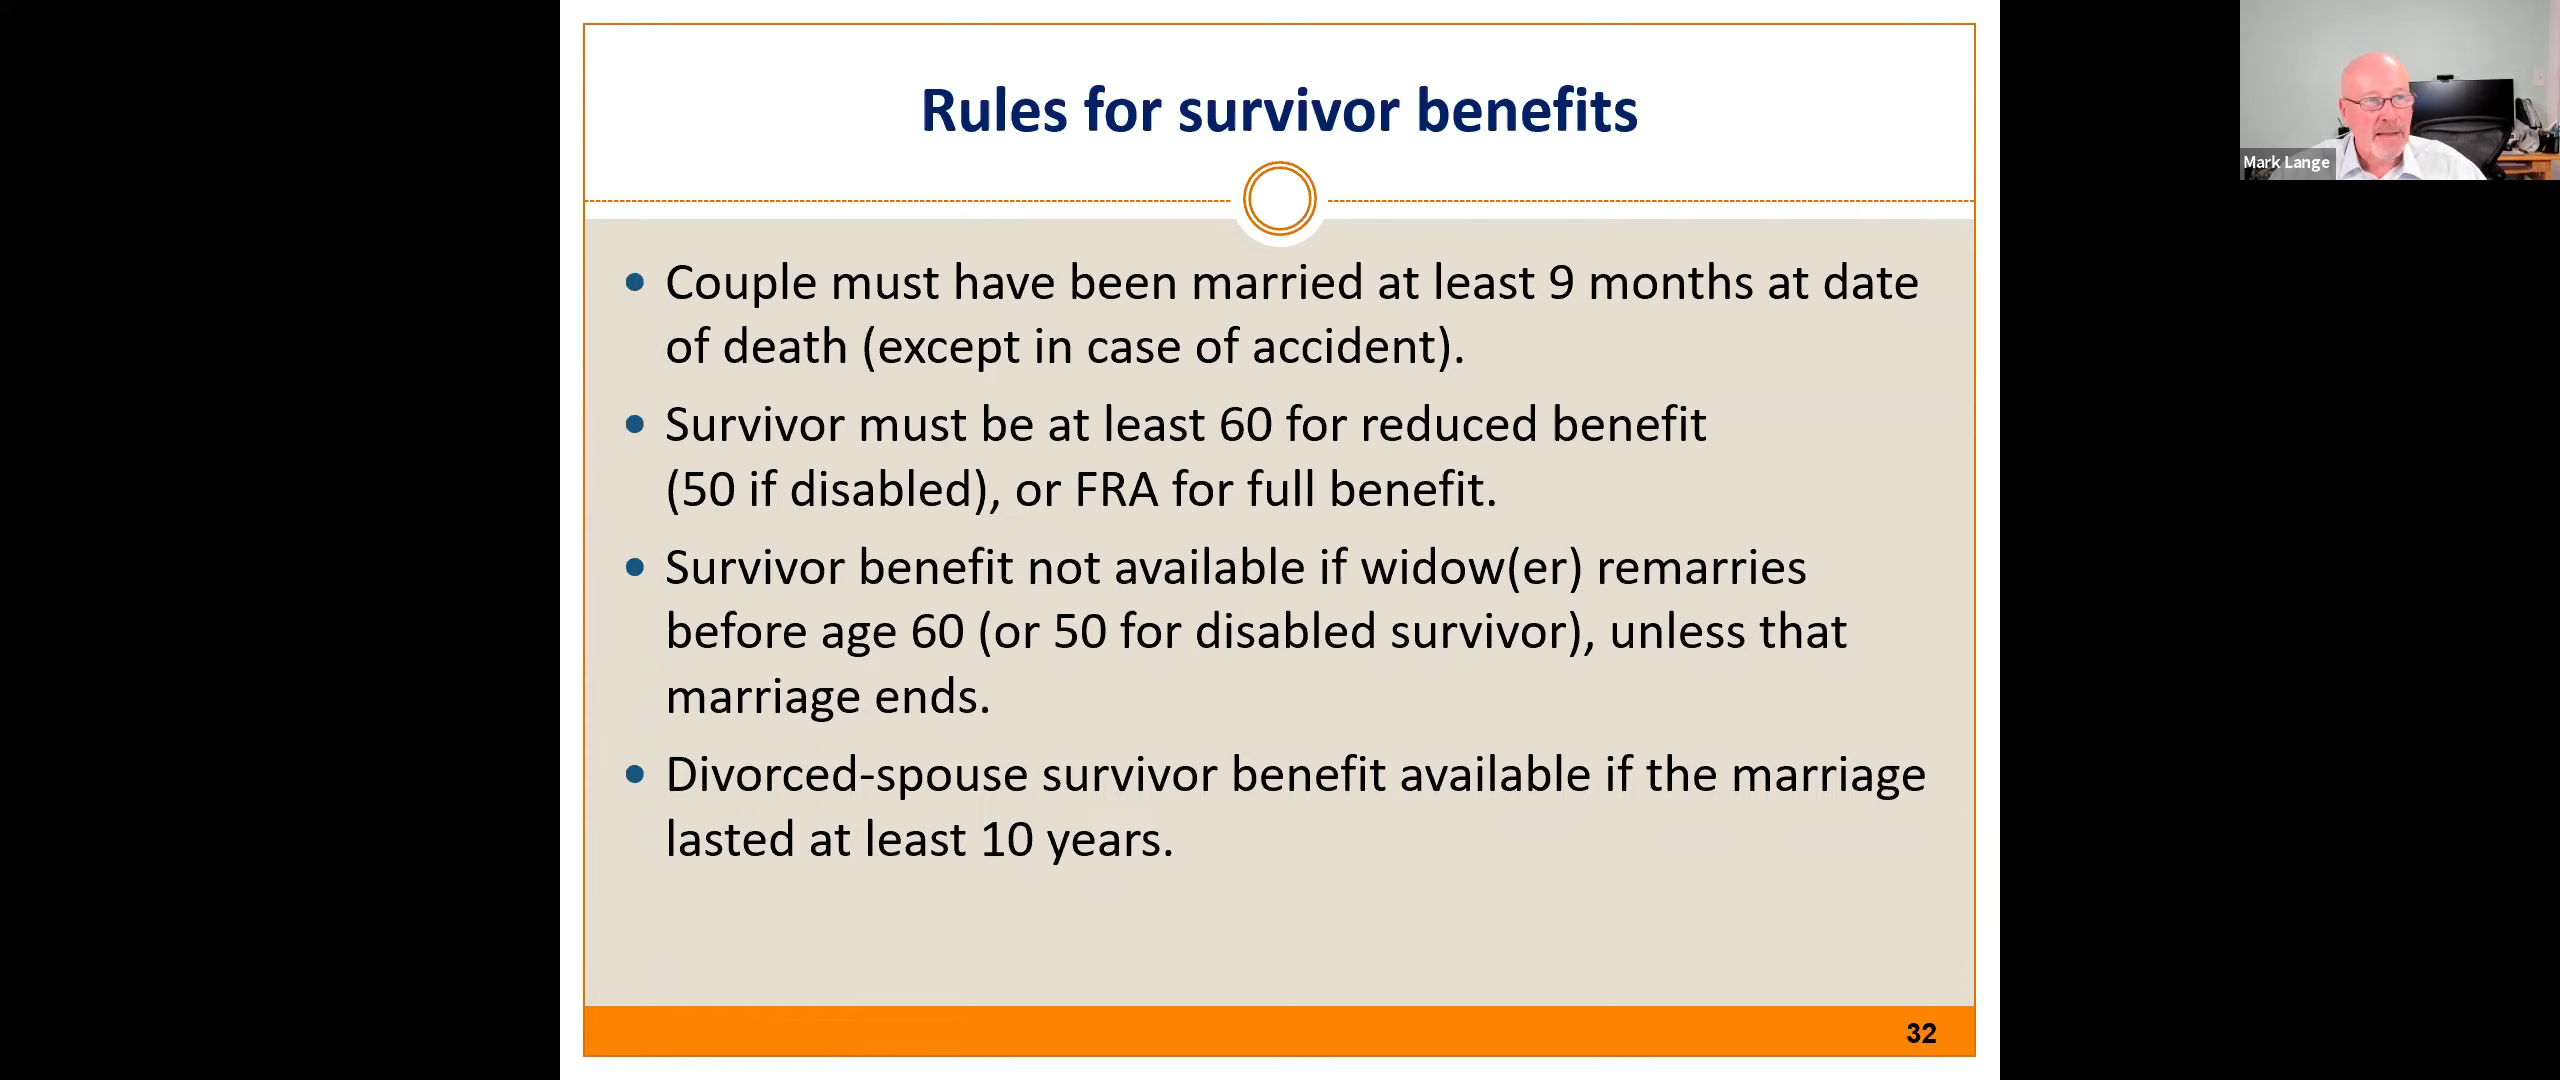 Rules for survivor benefits
Mark Lange
• Couple must have been married at least 9 months at date
of death (except in case of accident).
• Survivor must be at least 60 for reduced benefit
(50 if disabled), or FRA for full benefit.
• Survivor benefit not available if widow(er) remarries
before age 60 (or 50 for disabled survivor), unless that
marriage ends.
• Divorced-spouse survivor benefit available if the marriage
lasted at least 10 years.
32